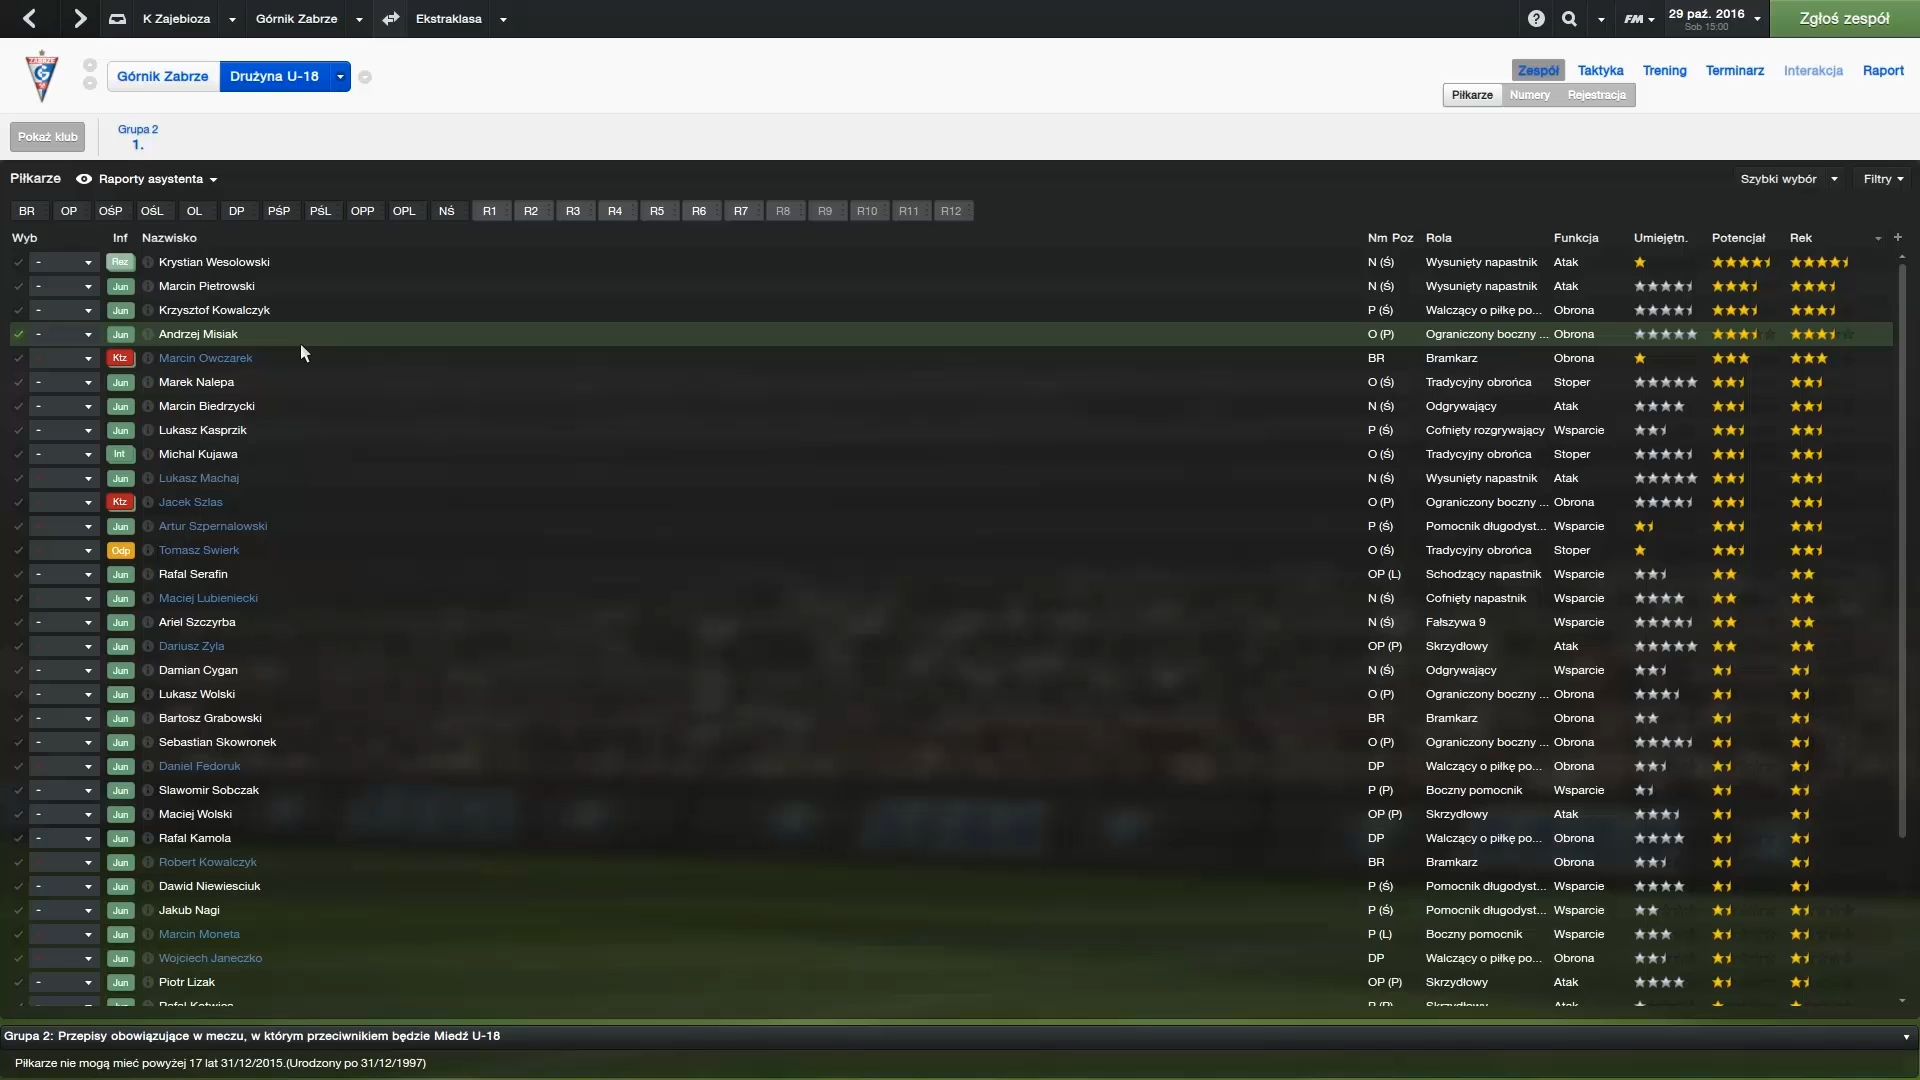 K Zajebioza Górnik Zabrze Ekstraklasa FM 29 paź. 2016 Sob 15:00 Zgłoś zespół
Górnik Zabrze Drużyna U-18 Zespół Taktyka Trening Terminarz Interakcja Raport
Piłkarze Numery Rejestracja
Pokaż klub Grupa 2 1.
Piłkarze Raporty asystenta Szybki wybór Filtry
BR OP OŚP OŚL OL DP PŚP PŚL OPP OPL NŚ R1 R2 R3 R4 R5 R6 R7 R8 R9 R10 R11 R12
Wyb Inf Nazwisko Nm Poz Rola Funkcja Umiejętn. Potencjał Rek
- Rez Krystian Wesolowski N (Ś) Wysunięty napastnik Atak
- Jun Marcin Pietrowski N (Ś) Wysunięty napastnik Atak
- Jun Krzysztof Kowalczyk P (Ś) Walczący o piłkę po... Obrona
- Jun Andrzej Misiak O (P) Ograniczony boczny ... Obrona
Ktz Marcin Owczarek BR Bramkarz Obrona
- Jun Marek Nalepa O (Ś) Tradycyjny obrońca Stoper
- Jun Marcin Biedrzycki N (Ś) Odgrywający Atak
- Jun Lukasz Kasprzik P (Ś) Cofnięty rozgrywający Wsparcie
- Int Michal Kujawa O (Ś) Tradycyjny obrońca Stoper
Jun Lukasz Machaj N (Ś) Wysunięty napastnik Atak
Ktz Jacek Szlas O (P) Ograniczony boczny ... Obrona
Jun Artur Szpernalowski P (Ś) Pomocnik długodyst... Wsparcie
Odp Tomasz Swierk O (Ś) Tradycyjny obrońca Stoper
- Jun Rafal Serafin OP (L) Schodzący napastnik Wsparcie
Jun Maciej Lubieniecki N (Ś) Cofnięty napastnik Wsparcie
- Jun Ariel Szczyrba N (Ś) Fałszywa 9 Wsparcie
Jun Dariusz Zyla OP (P) Skrzydłowy Atak
- Jun Damian Cygan N (Ś) Odgrywający Wsparcie
- Jun Lukasz Wolski O (P) Ograniczony boczny ... Obrona
- Jun Bartosz Grabowski BR Bramkarz Obrona
- Jun Sebastian Skowronek O (P) Ograniczony boczny ... Obrona
Jun Daniel Fedoruk DP Walczący o piłkę po... Obrona
- Jun Slawomir Sobczak P (P) Boczny pomocnik Wsparcie
- Jun Maciej Wolski OP (P) Skrzydłowy Atak
- Jun Rafal Kamola DP Walczący o piłkę po... Obrona
Jun Robert Kowalczyk BR Bramkarz Obrona
- Jun Dawid Niewiesciuk P (Ś) Pomocnik długodyst... Wsparcie
- Jun Jakub Nagi P (Ś) Pomocnik długodyst... Wsparcie
Jun Marcin Moneta P (L) Boczny pomocnik Wsparcie
Jun Wojciech Janeczko DP Walczący o piłkę po... Obrona
- Jun Piotr Lizak OP (P) Skrzydłowy Atak
Grupa 2: Przepisy obowiązujące w meczu, w którym przeciwnikiem będzie Miedź U-18
Piłkarze nie mogą mieć powyżej 17 lat 31/12/2015.(Urodzony po 31/12/1997)